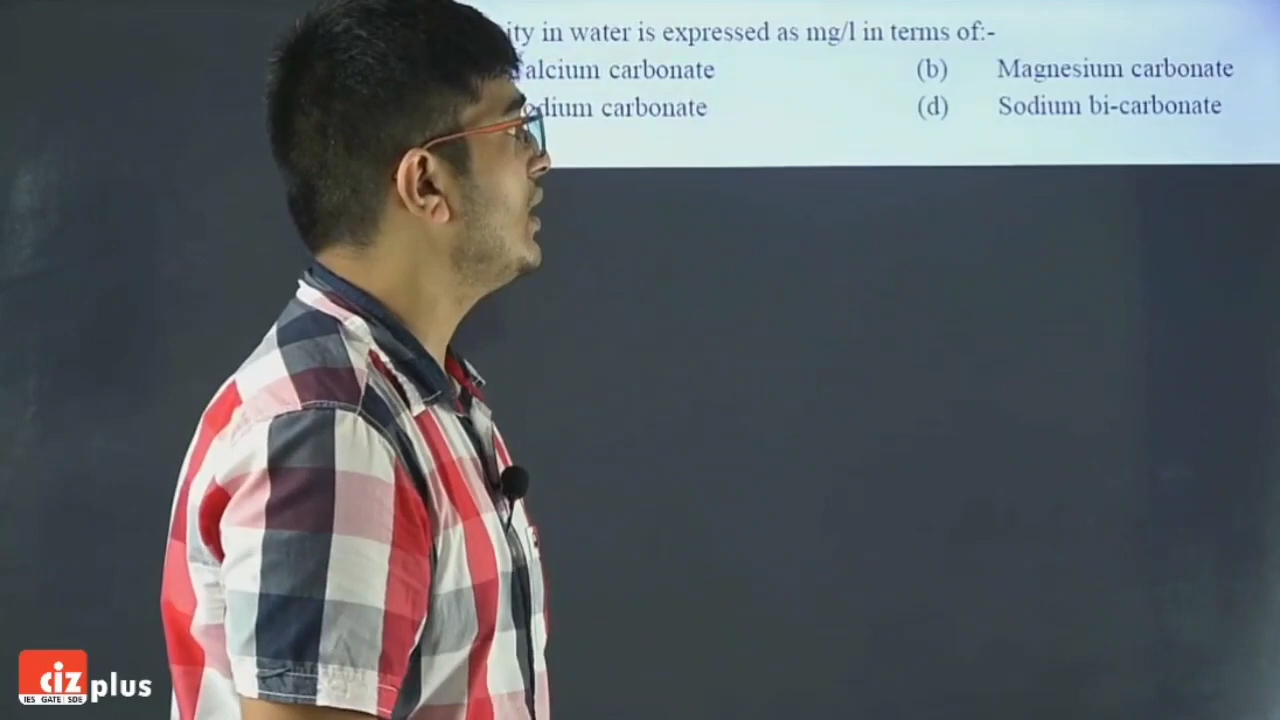 ity in water is expressed as mg/l in terms of:-
alcium carbonate (b) Magnesium carbonate
odium carbonate (d) Sodium bi-carbonate
ciz plus
IES GATE SDE